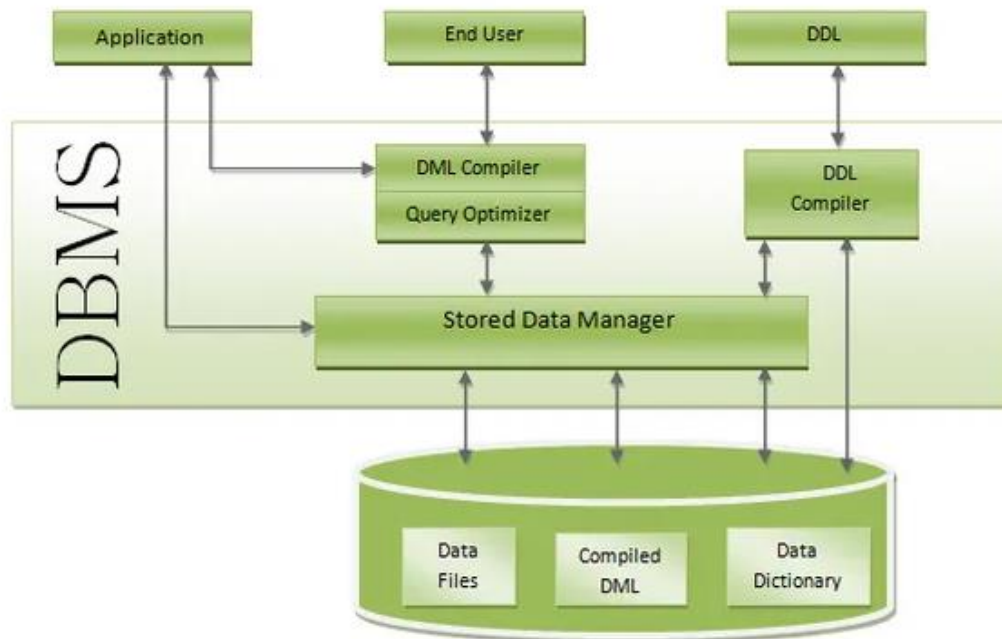 Application
End User
DDL
DBMS
DML Compiler
Query Optimizer
DDL
Compiler
Stored Data Manager
Data
Files
Compiled
DML
Data
Dictionary